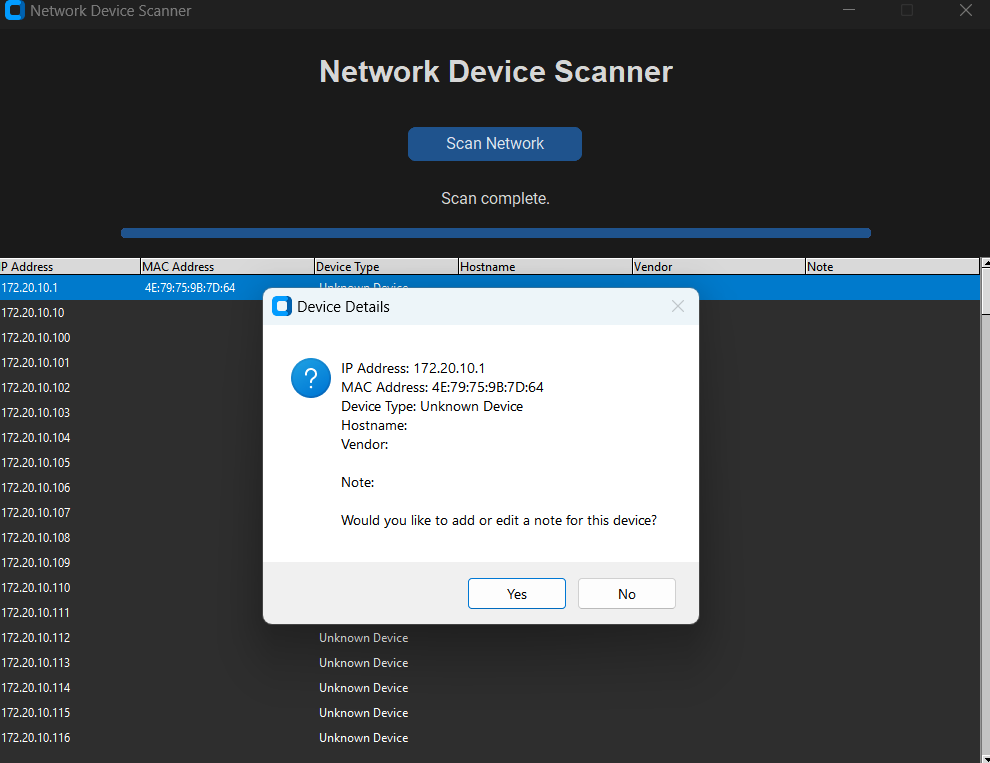 Network Device Scanner
Network Device Scanner
Scan Network
Scan complete.
P Address MAC Address Device Type Hostname Vendor Note
172.20.10.1 4E:79:75:9B:7D:64 Unknown Device
Device Details
172.20.10.10
172.20.10.100
172.20.10.101
172.20.10.102
172.20.10.103
172.20.10.104
172.20.10.105
172.20.10.106
172.20.10.107
172.20.10.108
172.20.10.109
172.20.10.110
172.20.10.111
?
IP Address: 172.20.10.1
MAC Address: 4E:79:75:9B:7D:64
Device Type: Unknown Device
Hostname:
Vendor:
Note:
Would you like to add or edit a note for this device?
Yes No
172.20.10.112 Unknown Device
172.20.10.113 Unknown Device
172.20.10.114 Unknown Device
172.20.10.115 Unknown Device
172.20.10.116 Unknown Device